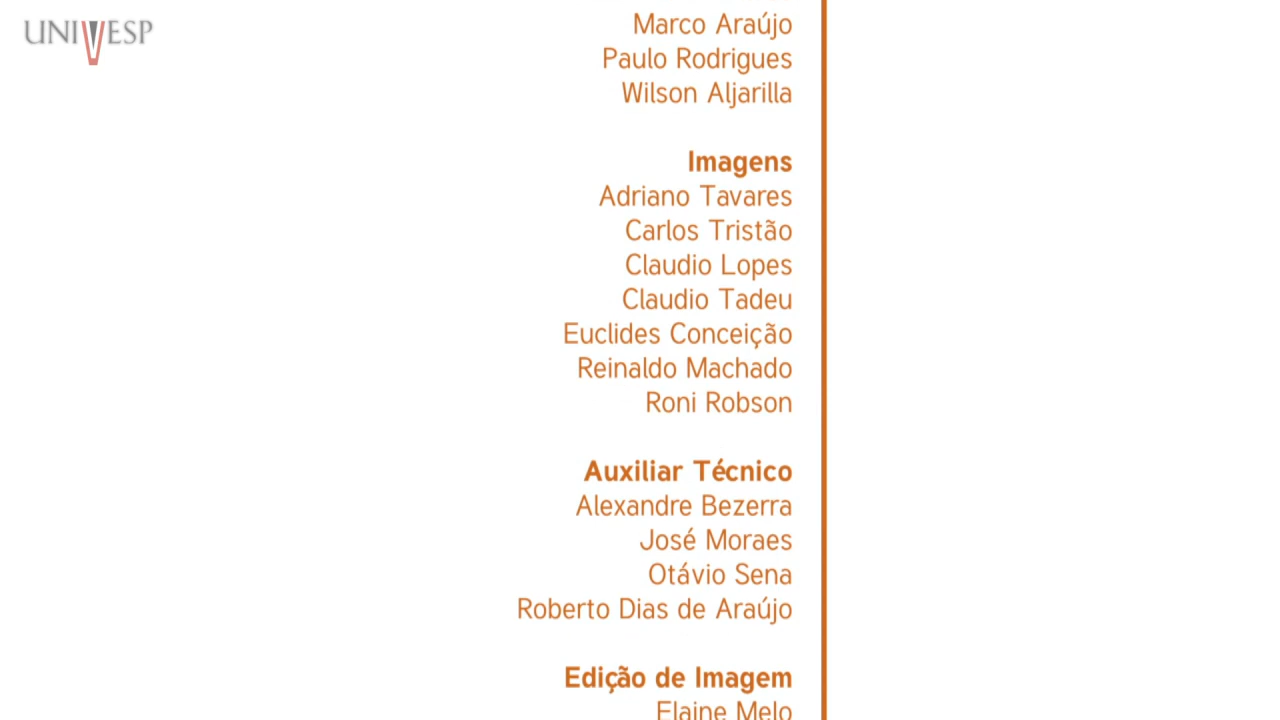 UNIVESP
Marco Araújo
Paulo Rodrigues
Wilson Aljarilla
Imagens
Adriano Tavares
Carlos Tristão
Claudio Lopes
Claudio Tadeu
Euclides Conceição
Reinaldo Machado
Roni Robson
Auxiliar Técnico
Alexandre Bezerra
José Moraes
Otávio Sena
Roberto Dias de Araújo
Edição de Imagem
Elaine Melo